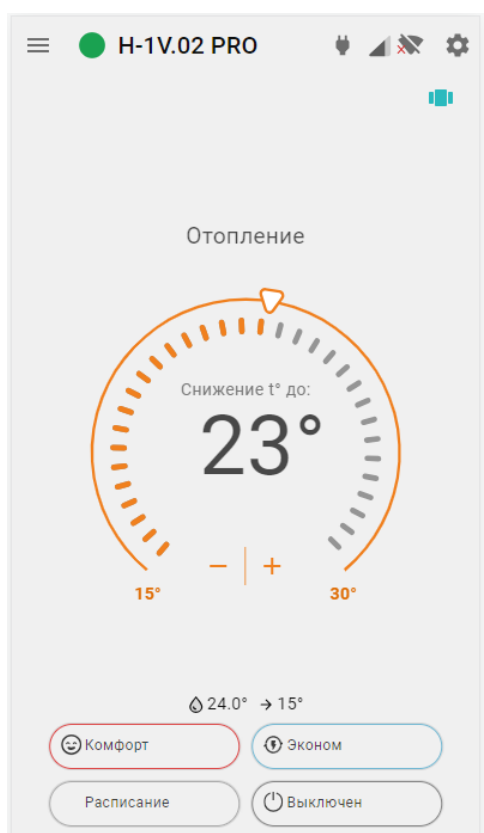 H-1V.02 PRO
Отопление
Снижение t° до:
23°
− +
15° 30°
24.0° → 15°
Комфорт Эконом
Расписание Выключен